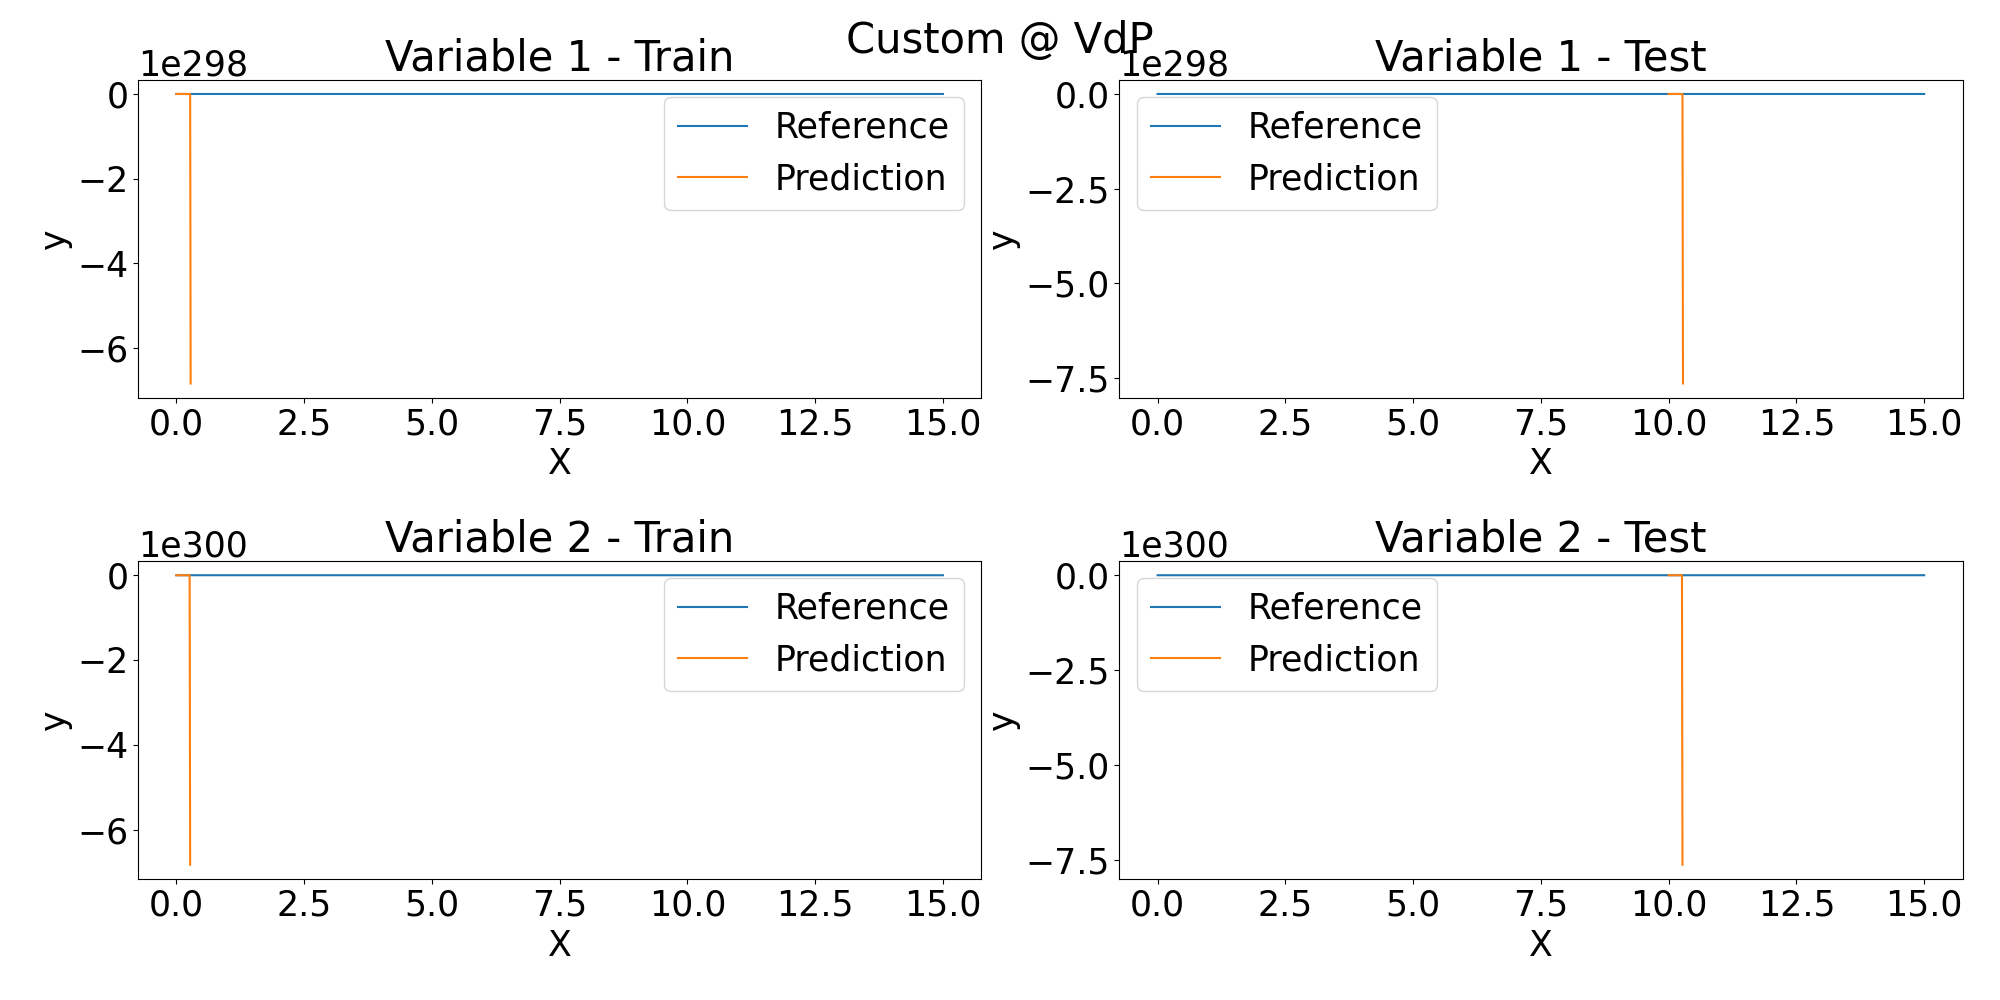 Custom @ VdP
Variable 1 - Train
1e298
0
−2
−4
−6
y
Reference
Prediction
0.0 2.5 5.0 7.5 10.0 12.5 15.0
X
Variable 1 - Test
1e298
0.0
−2.5
−5.0
−7.5
y
Reference
Prediction
0.0 2.5 5.0 7.5 10.0 12.5 15.0
X
Variable 2 - Train
1e300
0
−2
−4
−6
y
Reference
Prediction
0.0 2.5 5.0 7.5 10.0 12.5 15.0
X
Variable 2 - Test
1e300
0.0
−2.5
−5.0
−7.5
y
Reference
Prediction
0.0 2.5 5.0 7.5 10.0 12.5 15.0
X